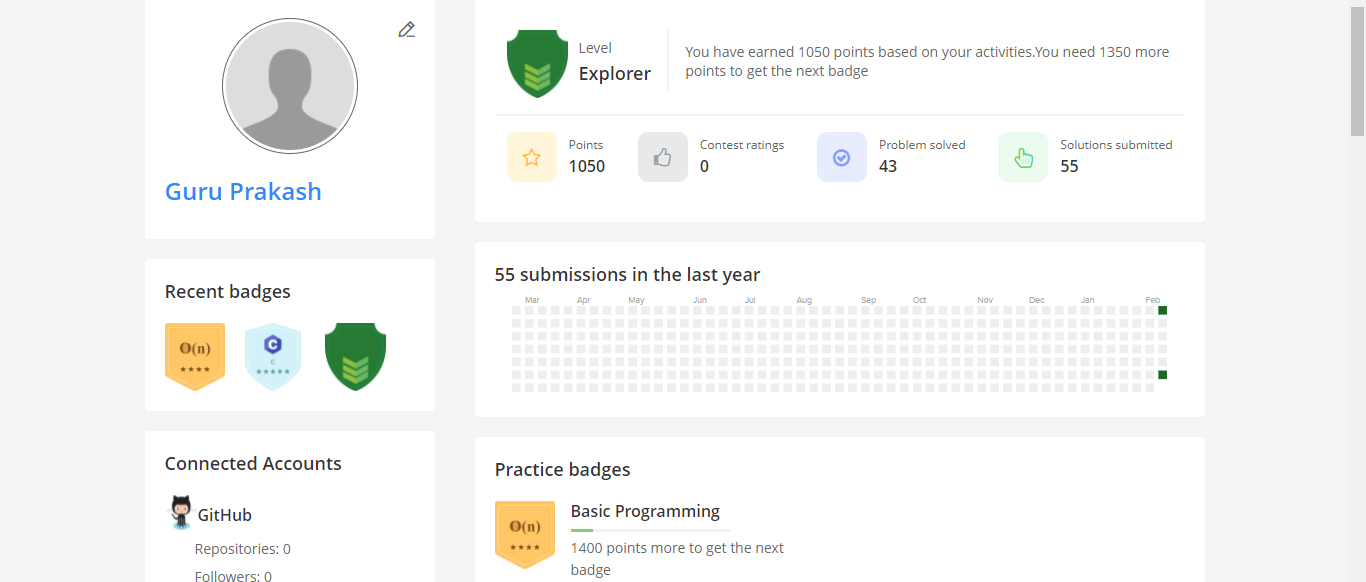 Guru Prakash
Recent badges
O(n)
C
C
Connected Accounts
GitHub
Repositories: 0
Followers: 0
Level
Explorer
You have earned 1050 points based on your activities.You need 1350 more
points to get the next badge
Points
1050
Contest ratings
0
Problem solved
43
Solutions submitted
55
55 submissions in the last year
Mar Apr May Jun Jul Aug Sep Oct Nov Dec Jan Feb
Practice badges
O(n)
Basic Programming
1400 points more to get the next
badge